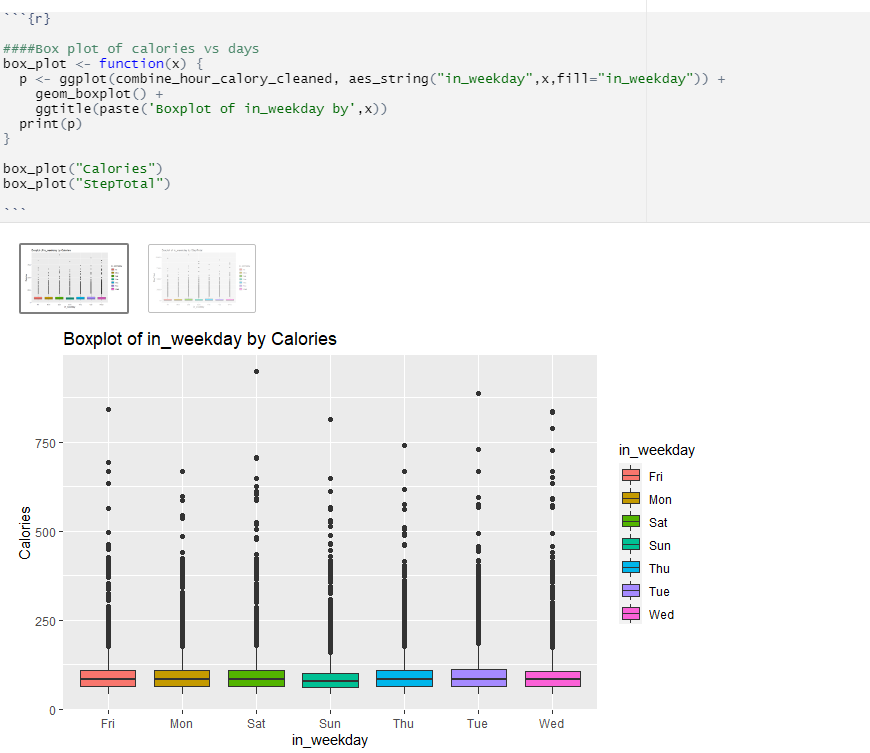 ```{r}
####Box plot of calories vs days
box_plot <- function(x) {
  p <- ggplot(combine_hour_calory_cleaned, aes_string("in_weekday",x,fill="in_weekday")) +
    geom_boxplot() +
    ggtitle(paste('Boxplot of in_weekday by',x))
  print(p)
}
box_plot("Calories")
box_plot("StepTotal")
```
Boxplot of in_weekday by Calories
Calories
750
500
250
0
Fri Mon Sat Sun Thu Tue Wed
in_weekday
in_weekday
Fri
Mon
Sat
Sun
Thu
Tue
Wed